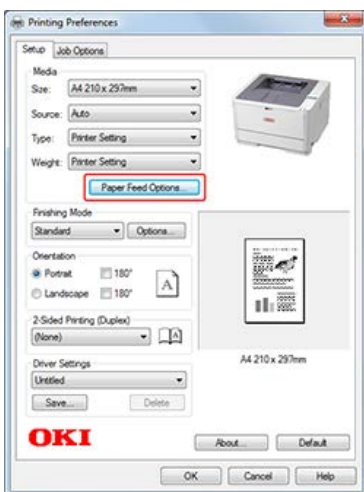 Printing Preferences
Setup
Job Options
Media
Size:
A4 210 x 297mm
Source:
Auto
Type:
Printer Setting
Weight:
Printer Setting
Paper Feed Options...
Finishing Mode
Standard
Options...
Orientation
Portrait
180°
Landscape
180°
A
2-Sided Printing (Duplex)
(None)
A
Driver Settings
Untitled
Save...
Delete
A4 210 x 297mm
OKI
About...
Default
OK
Cancel
Help